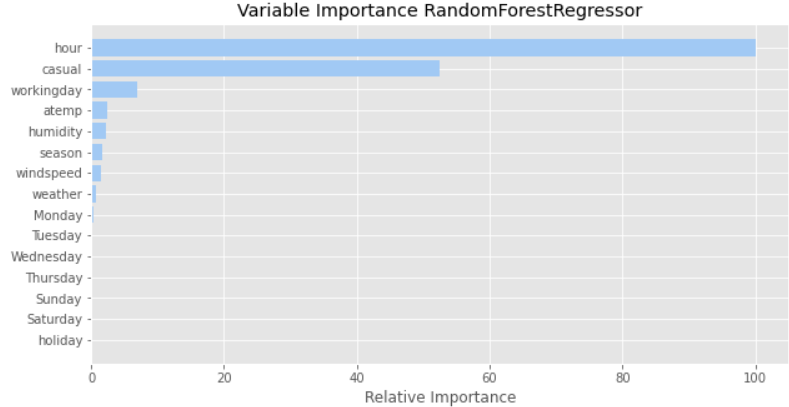 Variable Importance RandomForestRegressor
hour
casual
workingday
atemp
humidity
season
windspeed
weather
Monday
Tuesday
Wednesday
Thursday
Sunday
Saturday
holiday
0 20 40 60 80 100
Relative Importance